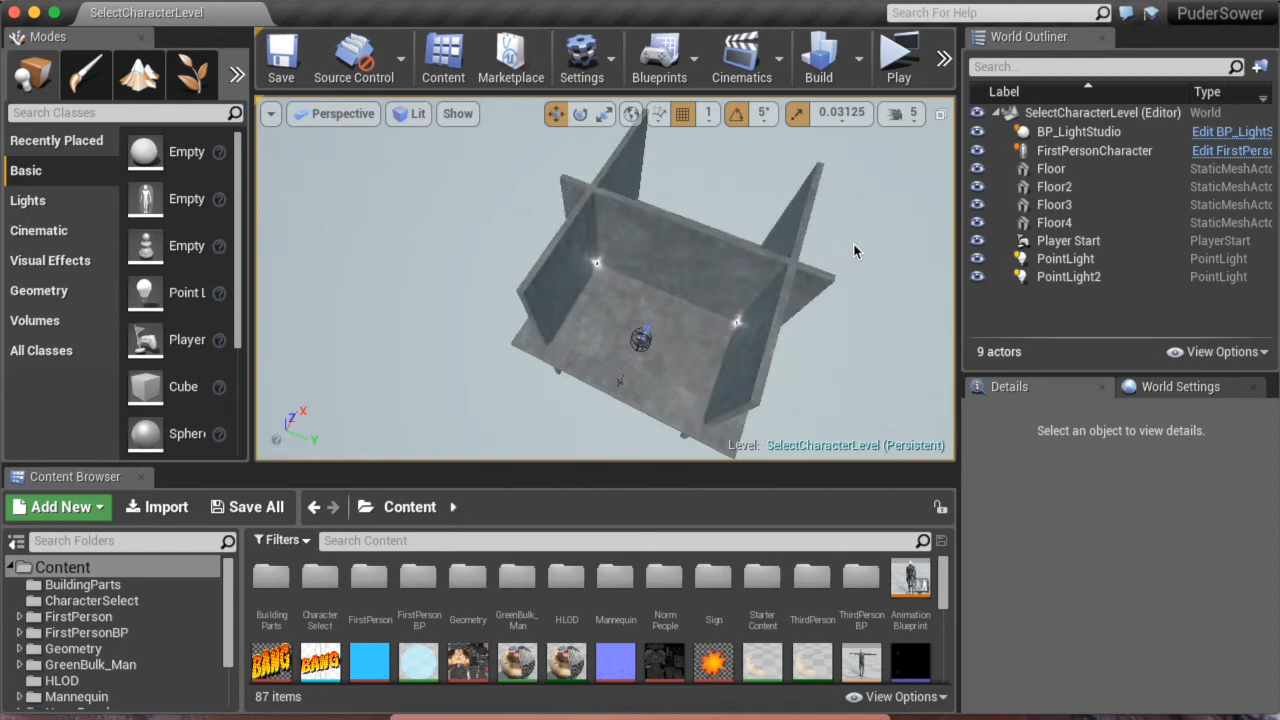 SelectCharacterLevel
Search For Help
PuderSower
Modes
Search Classes
Recently Placed
Basic
Lights
Cinematic
Visual Effects
Geometry
Volumes
All Classes
Empty
Empty
Empty
Point L
Player
Cube
Spher
Save
Source Control
Content
Marketplace
Settings
Blueprints
Cinematics
Build
Play
Perspective
Lit
Show
1
5°
0.03125
5
X
Z
Y
Level: SelectCharacterLevel (Persistent)
World Outliner
Search...
Label
Type
SelectCharacterLevel (Editor) World
BP_LightStudio Edit BP_LightS
FirstPersonCharacter Edit FirstPers
Floor StaticMeshActo
Floor2 StaticMeshActo
Floor3 StaticMeshActo
Floor4 StaticMeshActo
Player Start PlayerStart
PointLight PointLight
PointLight2 PointLight
9 actors
View Options
Details
World Settings
Select an object to view details.
Content Browser
Add New
Import
Save All
Content
Search Folders
Filters
Search Content
Content
BuildingParts
CharacterSelect
FirstPerson
FirstPersonBP
Geometry
GreenBulk_Man
HLOD
Mannequin
Building Parts
Character Select
FirstPerson
FirstPerson BP
Geometry
GreenBulk_ Man
HLOD
Mannequin
Norm People
Sign
Starter Content
ThirdPerson
ThirdPerson BP
Animation Blueprint
BANG
BANG
87 items
View Options